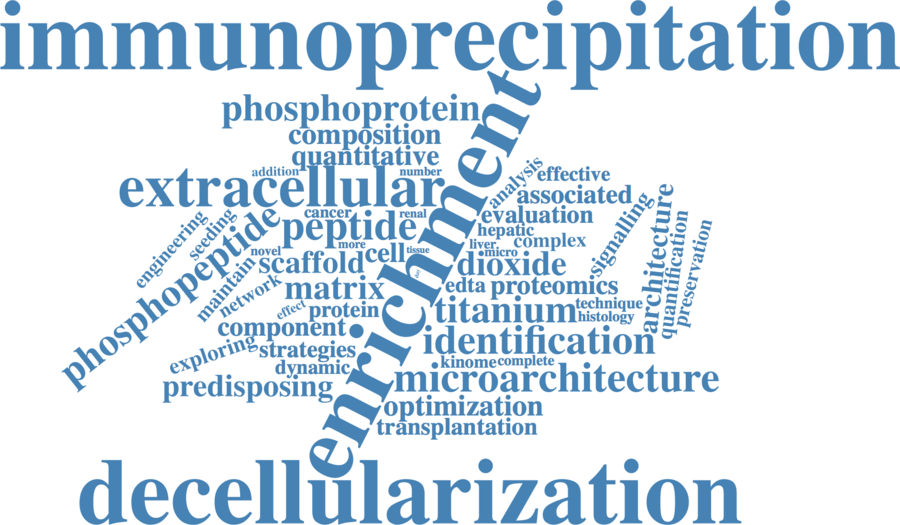 immunoprecipitation
enrichment
phosphoprotein
composition
quantitative
addition
number
extracellular
analysis
effective
associated
evaluation
cancer
renal
peptide
hepatic
complex
liver
micro
signalling
architecture
quantification
preservation
engineering
seeding
phosphopeptide
novel
more
cell
tissue
scaffold
dioxide
maintain
network
matrix
edta
proteomics
effect
protein
titanium
technique
histology
component
identification
exploring
strategies
kinome
complete
dynamic
predisposing
microarchitecture
optimization
transplantation
decellularization